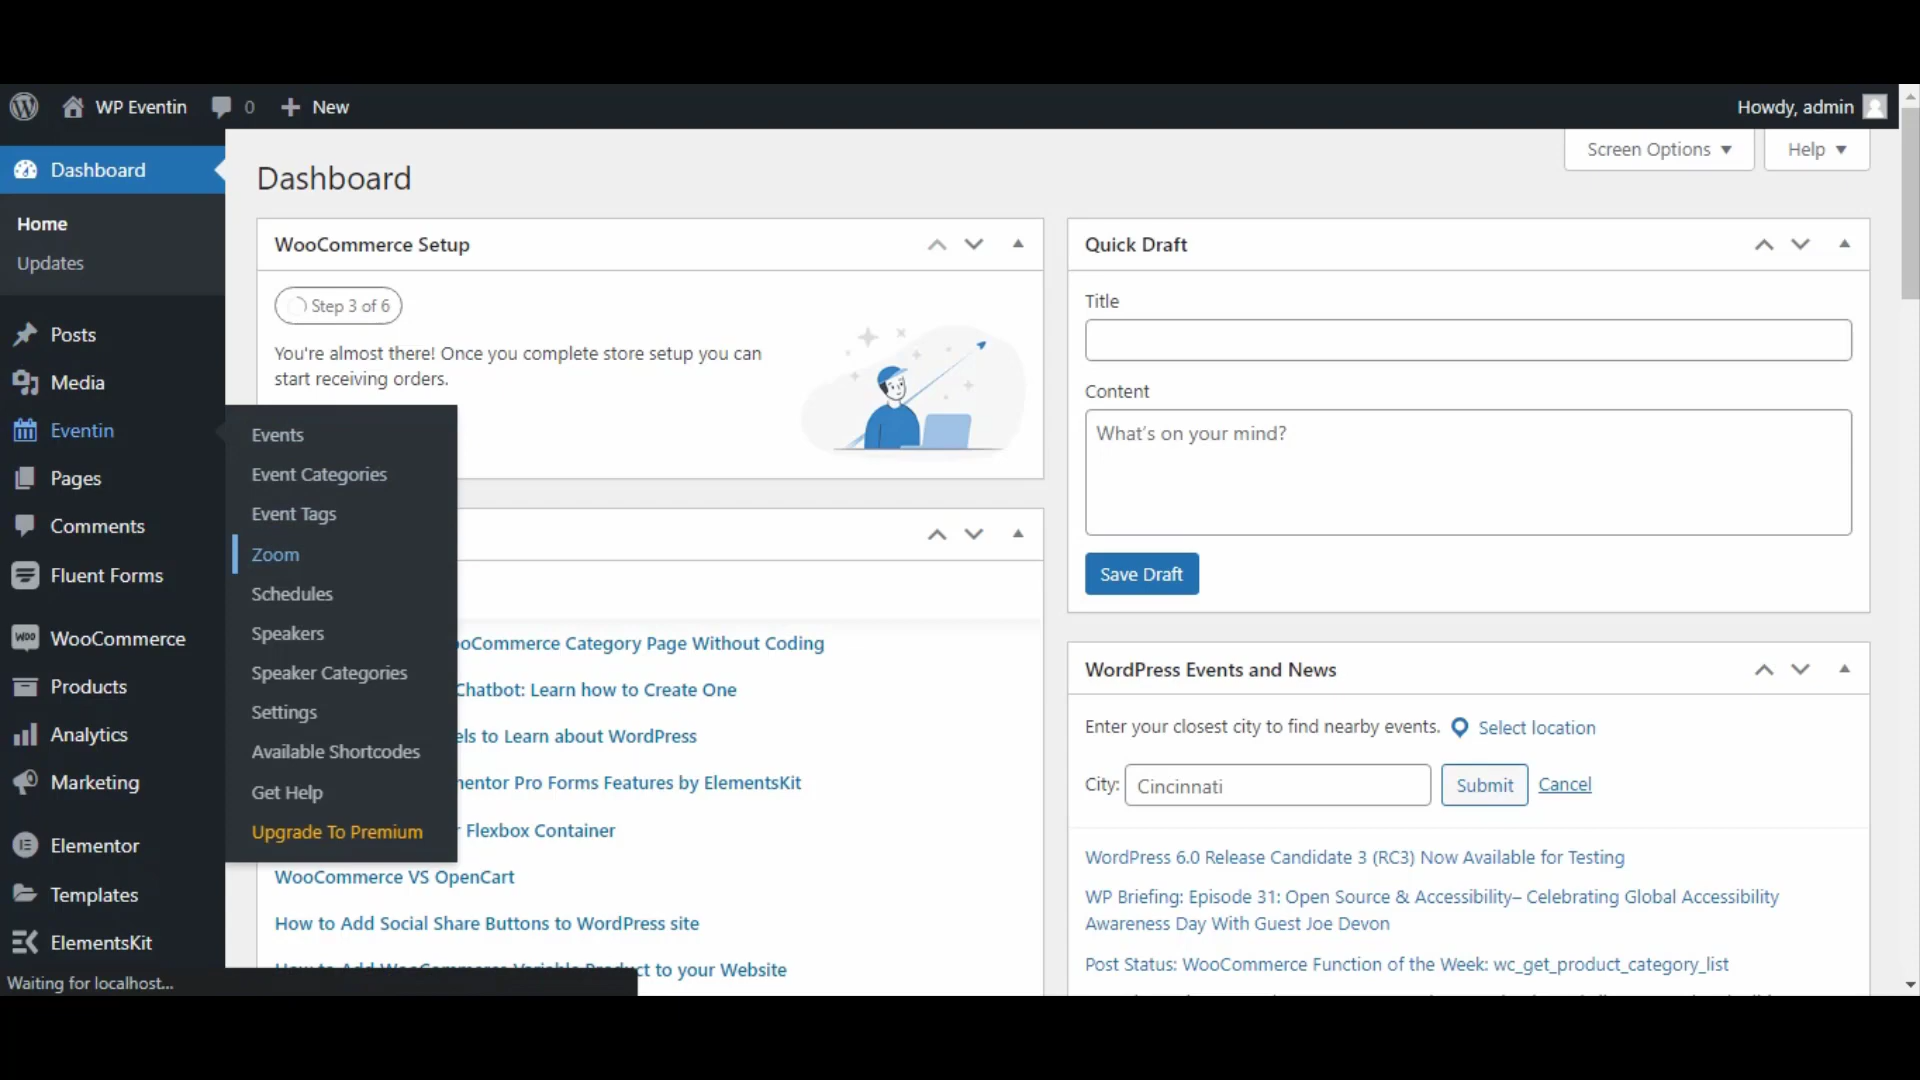 WP Eventin 0 New Howdy, admin
Dashboard
Home
Updates
Posts
Media
Eventin
Pages
Comments
Fluent Forms
WOO WooCommerce
Products
Analytics
Marketing
Elementor
Templates
ElementsKit
Waiting for localhost...
Events
Event Categories
Event Tags
Zoom
Schedules
Speakers
Speaker Categories
Settings
Available Shortcodes
Get Help
Upgrade To Premium
Screen Options
Help
Dashboard
WooCommerce Setup
Step 3 of 6
You're almost there! Once you complete store setup you can
start receiving orders.
ooCommerce Category Page Without Coding
Chatbot: Learn how to Create One
els to Learn about WordPress
Pro Forms Features by ElementsKit
Flexbox Container
WooCommerce VS OpenCart
How to Add Social Share Buttons to WordPress site
How to Add WooCommerce Variable Product to your Website
Quick Draft
Title
Content
What's on your mind?
Save Draft
WordPress Events and News
Enter your closest city to find nearby events. Select location
City: Cincinnati Submit Cancel
WordPress 6.0 Release Candidate 3 (RC3) Now Available for Testing
WP Briefing: Episode 31: Open Source & Accessibility– Celebrating Global Accessibility
Awareness Day With Guest Joe Devon
Post Status: WooCommerce Function of the Week: wc_get_product_category_list